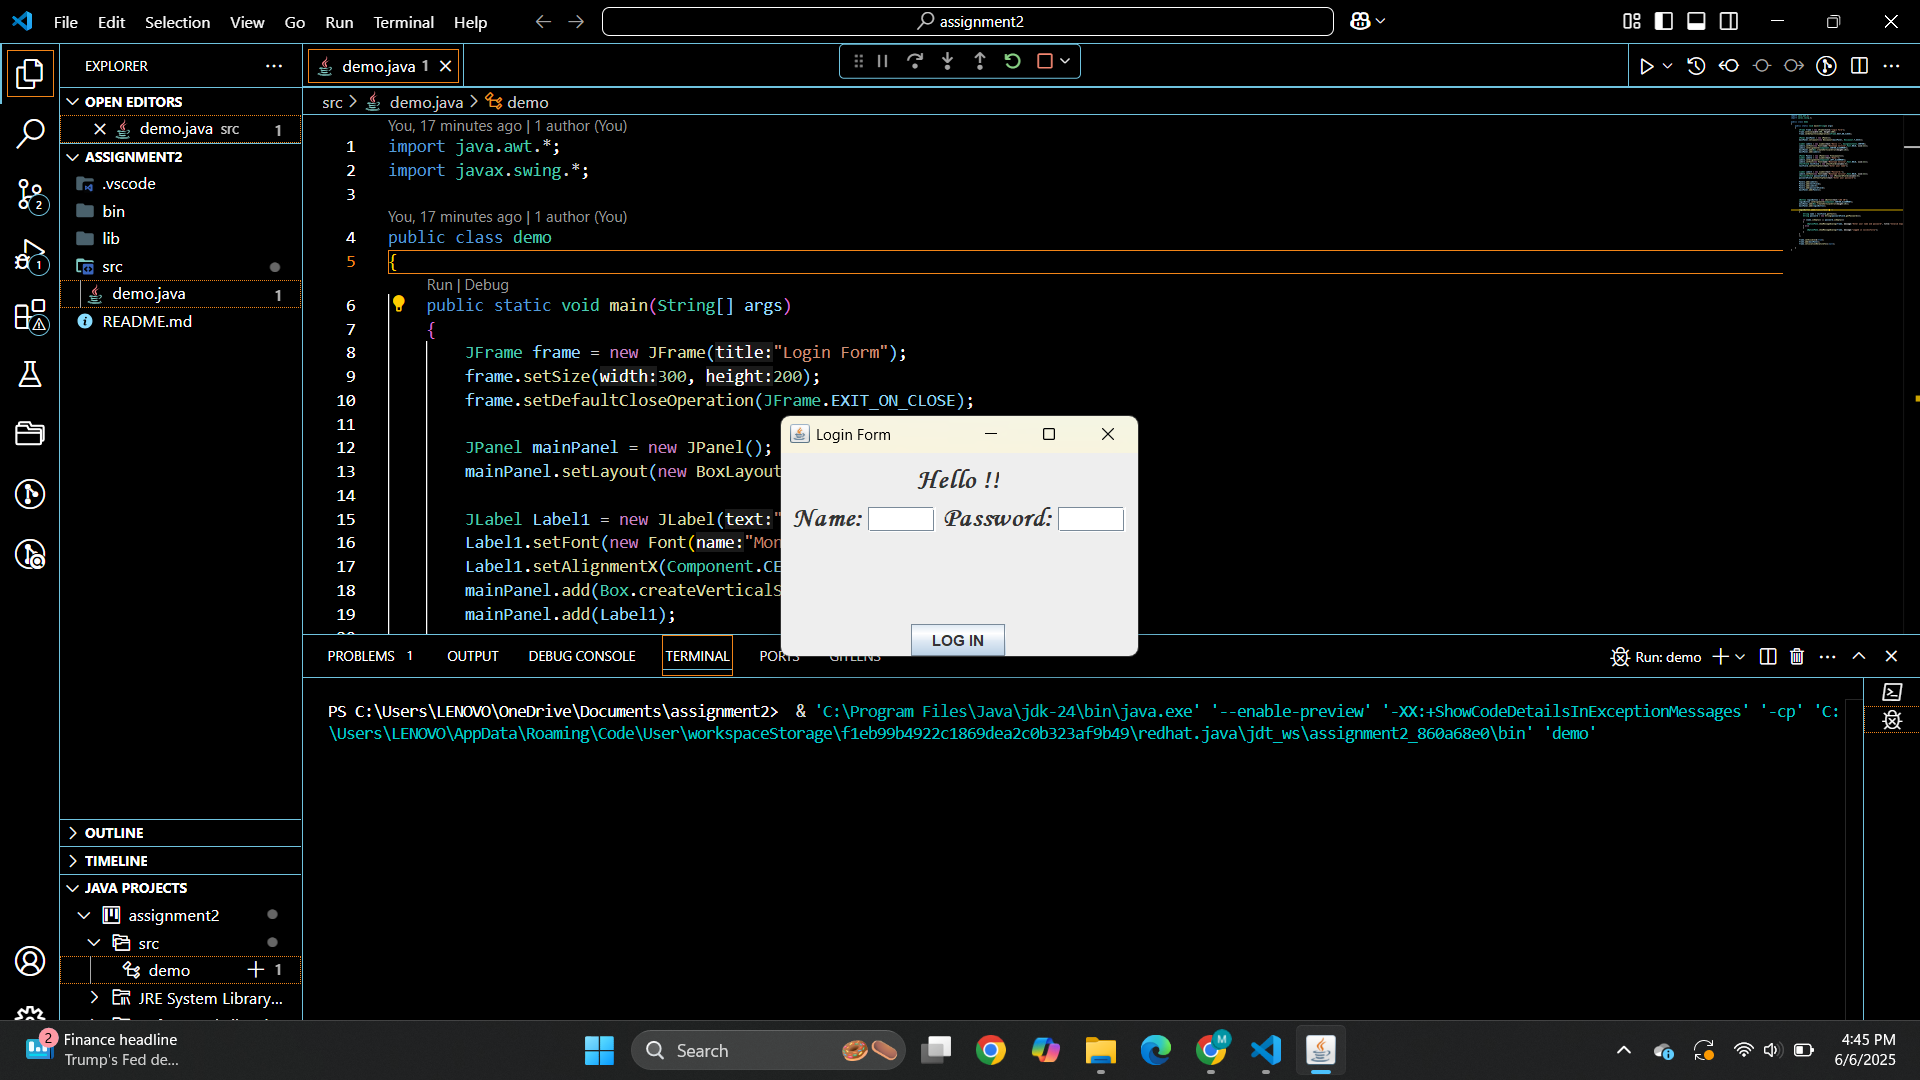 File Edit Selection View Go Run Terminal Help
assignment2
EXPLORER
OPEN EDITORS
demo.java src 1
ASSIGNMENT2
.vscode
bin
lib
src
demo.java 1
README.md
OUTLINE
TIMELINE
JAVA PROJECTS
assignment2
src
demo 1
JRE System Library...
2
1
demo.java 1
src > demo.java > demo
You, 17 minutes ago | 1 author (You)
1 import java.awt.*;
2 import javax.swing.*;
3
You, 17 minutes ago | 1 author (You)
4 public class demo
5 {
Run | Debug
6 public static void main(String[] args)
7 {
8 JFrame frame = new JFrame(title:"Login Form");
9 frame.setSize(width:300, height:200);
10 frame.setDefaultCloseOperation(JFrame.EXIT_ON_CLOSE);
11
12 JPanel mainPanel = new JPanel();
13 mainPanel.setLayout(new BoxLayout
14
15 JLabel Label1 = new JLabel(text:"
16 Label1.setFont(new Font(name:"Mon
17 Label1.setAlignmentX(Component.CE
18 mainPanel.add(Box.createVerticalS
19 mainPanel.add(Label1);
Login Form
Hello !!
Name: Password:
LOG IN
PROBLEMS 1 OUTPUT DEBUG CONSOLE TERMINAL PORTS GITLENS
Run: demo
PS C:\Users\LENOVO\OneDrive\Documents\assignment2> & 'C:\Program Files\Java\jdk-24\bin\java.exe' '--enable-preview' '-XX:+ShowCodeDetailsInExceptionMessages' '-cp' 'C:
\Users\LENOVO\AppData\Roaming\Code\User\workspaceStorage\f1eb99b4922c1869dea2c0b323af9b49\redhat.java\jdt_ws\assignment2_860a68e0\bin' 'demo'
2
Finance headline
Trump's Fed de...
Search
M
4:45 PM
6/6/2025